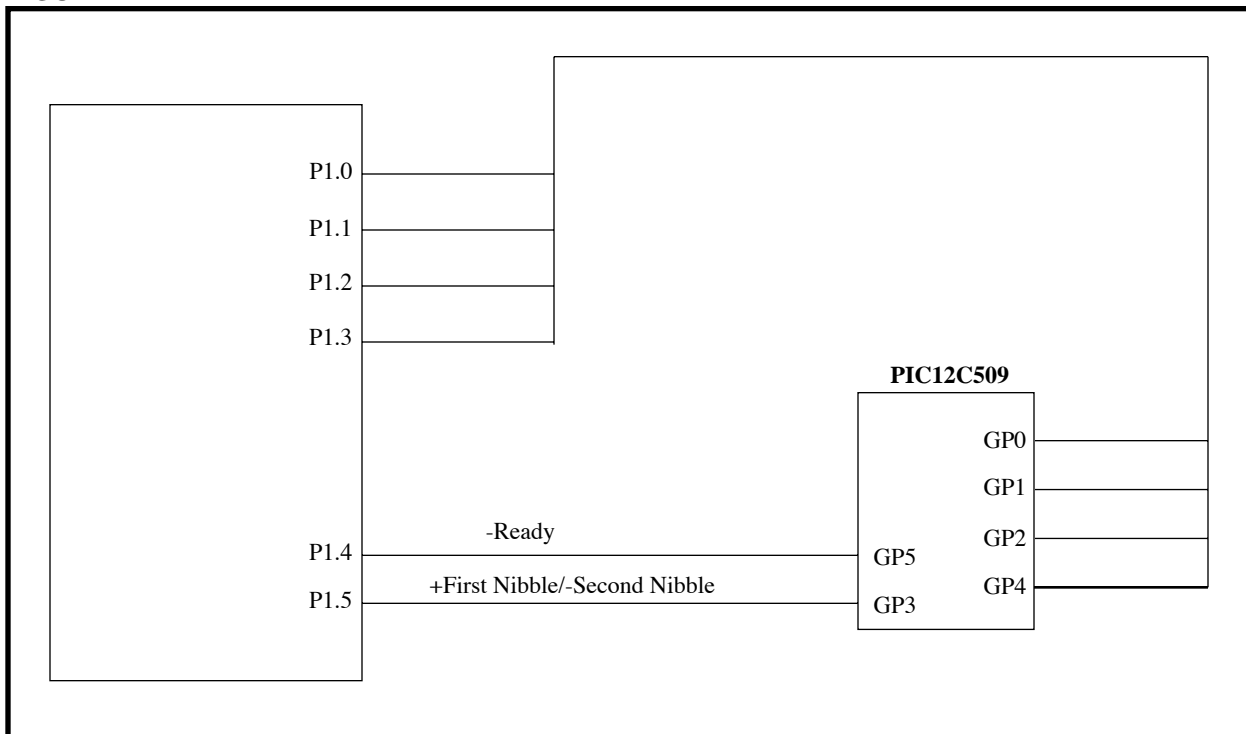 P1.0
P1.1
P1.2
P1.3
PIC12C509
GP0
GP1
GP2
GP4
-Ready
P1.4
GP5
+First Nibble/-Second Nibble
P1.5
GP3